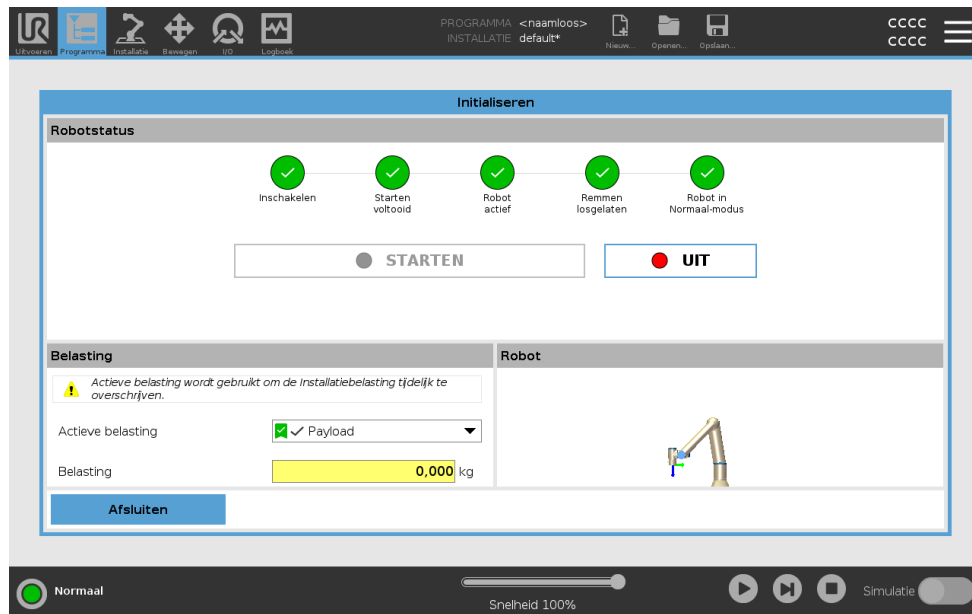 UR
PROGRAMMA <naamloos>
INSTALLATIE default*
CCCC
CCCC
Uitvoeren Programma Installatie Bewegen I/O Logboek Nieuw... Openen... Opslaan...
Initialiseren
Robotstatus
Inschakelen
Starten
voltooid
Robot
actief
Remmen
losgelaten
Robot in
Normaal-modus
STARTEN
UIT
Belasting
Robot
Actieve belasting wordt gebruikt om de Installatiebelasting tijdelijk te
overschrijven.
Actieve belasting
Payload
Belasting
0,000 kg
Afsluiten
Normaal
Snelheid 100%
Simulatie